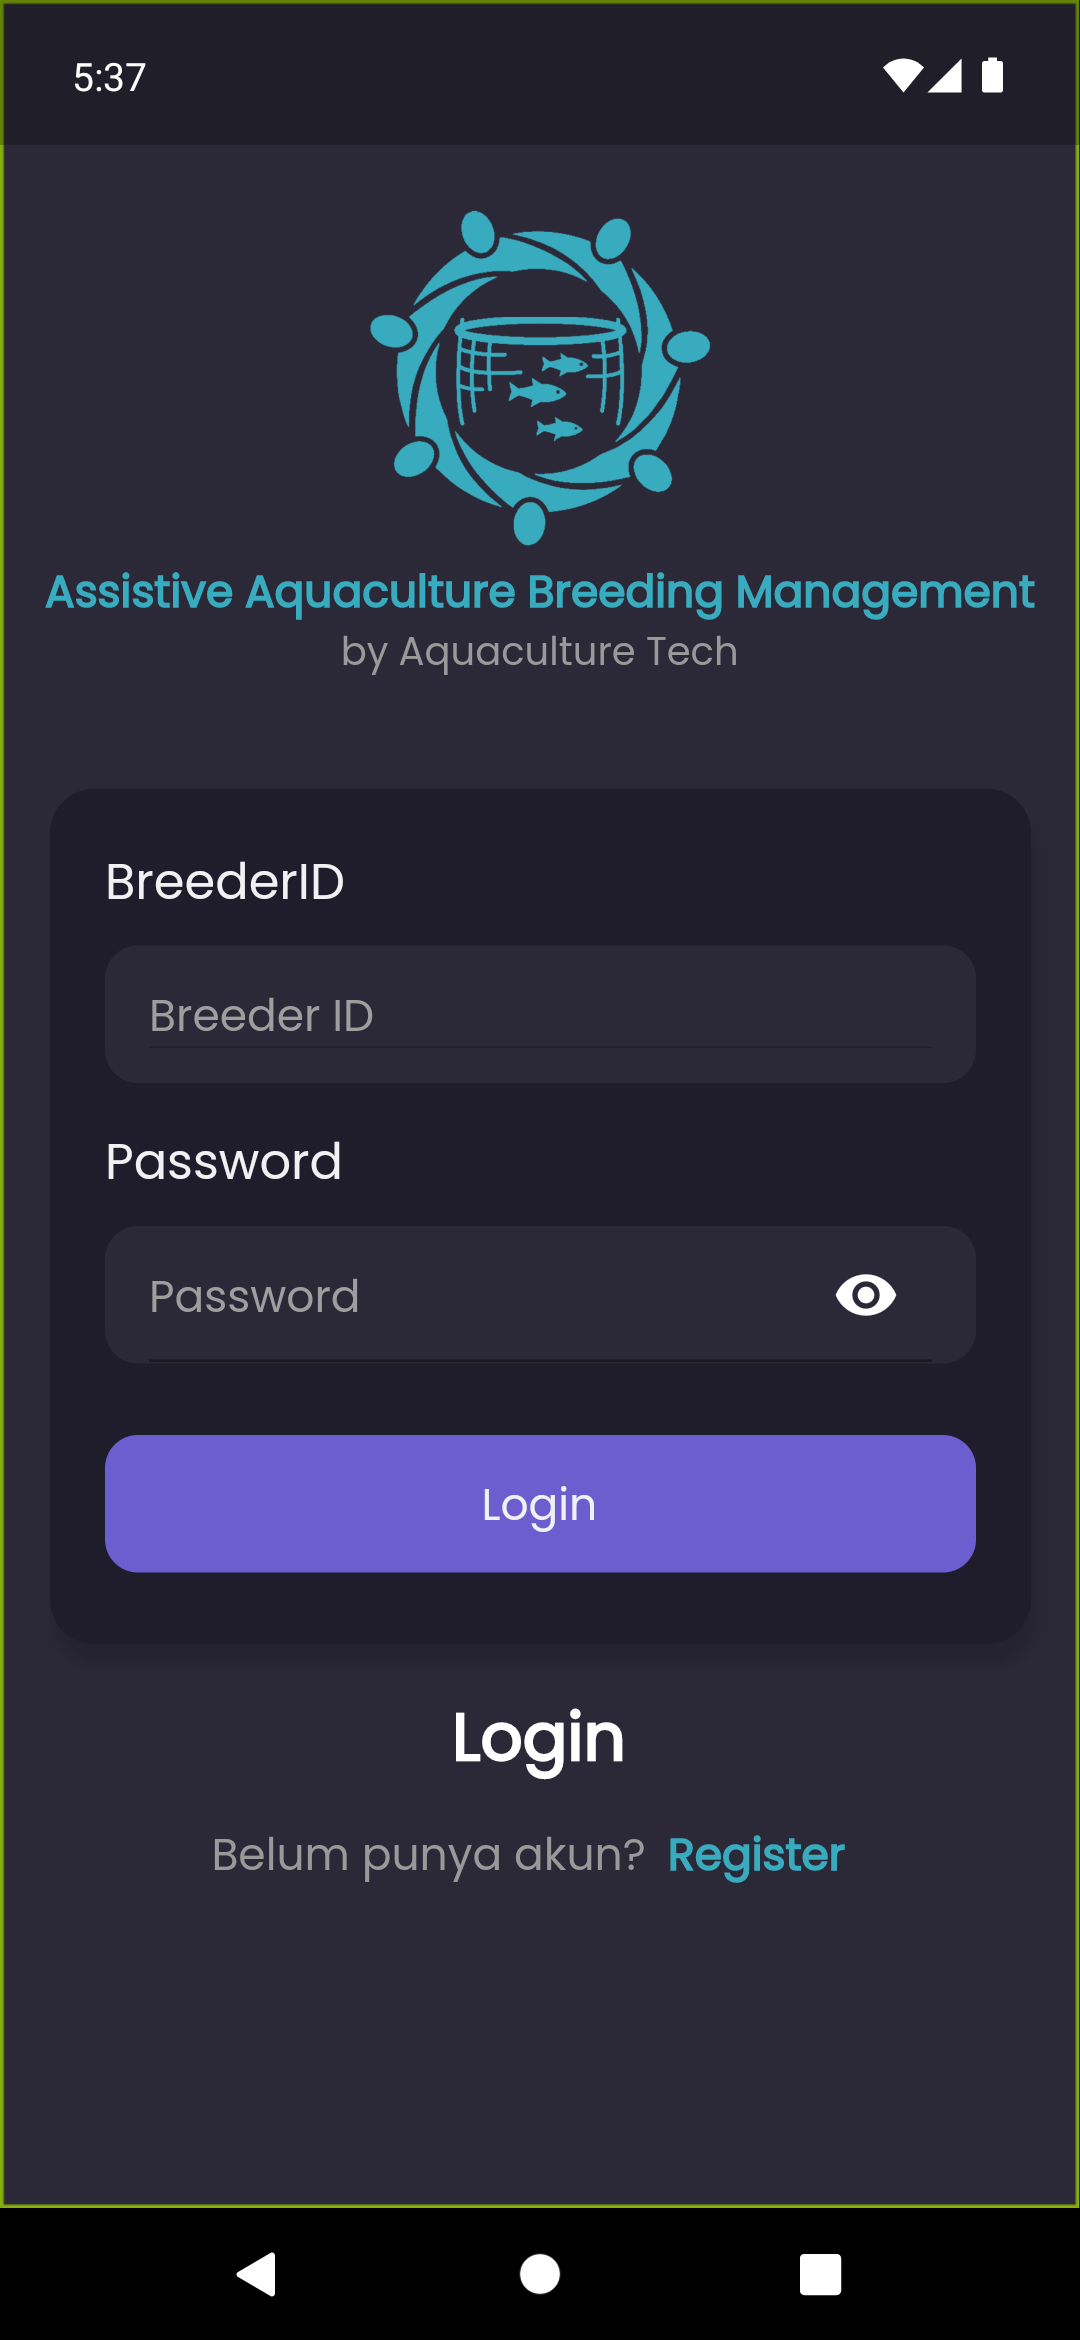 5:37
Assistive Aquaculture Breeding Management
by Aquaculture Tech
BreederID
Breeder ID
Password
Password
Login
Login
Belum punya akun? Register